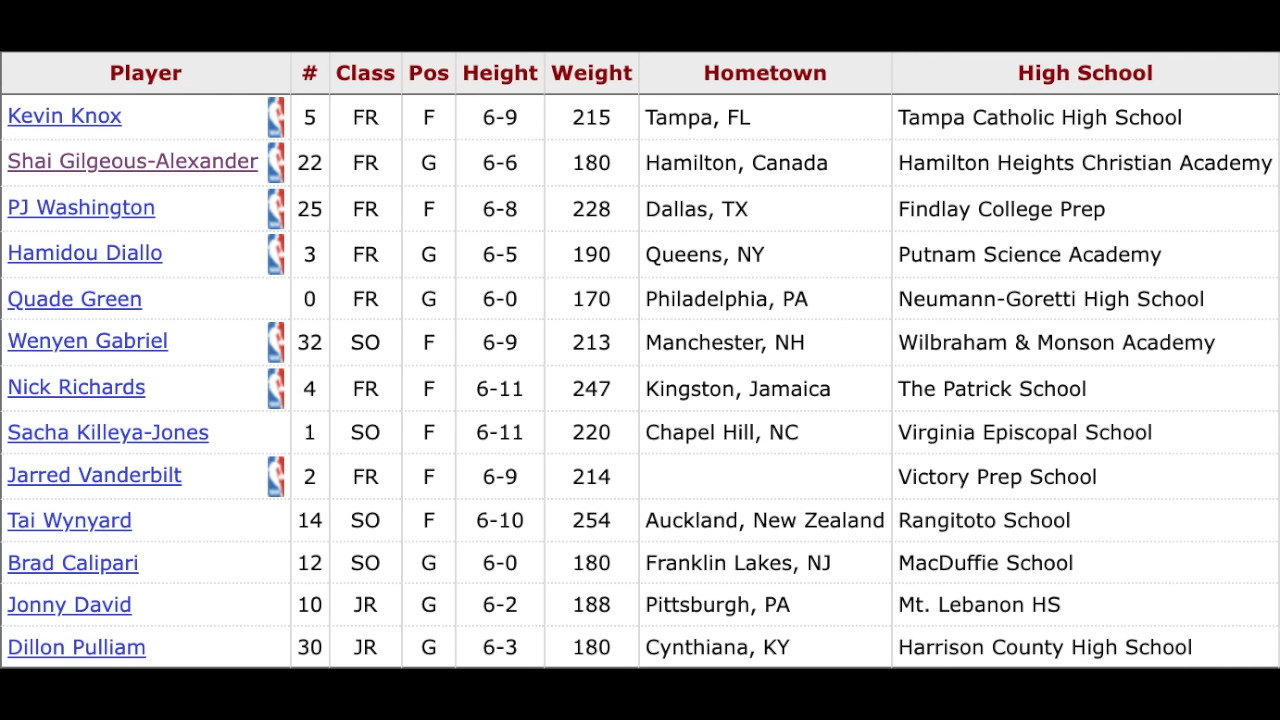 Player # Class Pos Height Weight Hometown High School
Kevin Knox 5 FR F 6-9 215 Tampa, FL Tampa Catholic High School
Shai Gilgeous-Alexander 22 FR G 6-6 180 Hamilton, Canada Hamilton Heights Christian Academy
PJ Washington 25 FR F 6-8 228 Dallas, TX Findlay College Prep
Hamidou Diallo 3 FR G 6-5 190 Queens, NY Putnam Science Academy
Quade Green 0 FR G 6-0 170 Philadelphia, PA Neumann-Goretti High School
Wenyen Gabriel 32 SO F 6-9 213 Manchester, NH Wilbraham & Monson Academy
Nick Richards 4 FR F 6-11 247 Kingston, Jamaica The Patrick School
Sacha Killeya-Jones 1 SO F 6-11 220 Chapel Hill, NC Virginia Episcopal School
Jarred Vanderbilt 2 FR F 6-9 214 Victory Prep School
Tai Wynyard 14 SO F 6-10 254 Auckland, New Zealand Rangitoto School
Brad Calipari 12 SO G 6-0 180 Franklin Lakes, NJ MacDuffie School
Jonny David 10 JR G 6-2 188 Pittsburgh, PA Mt. Lebanon HS
Dillon Pulliam 30 JR G 6-3 180 Cynthiana, KY Harrison County High School